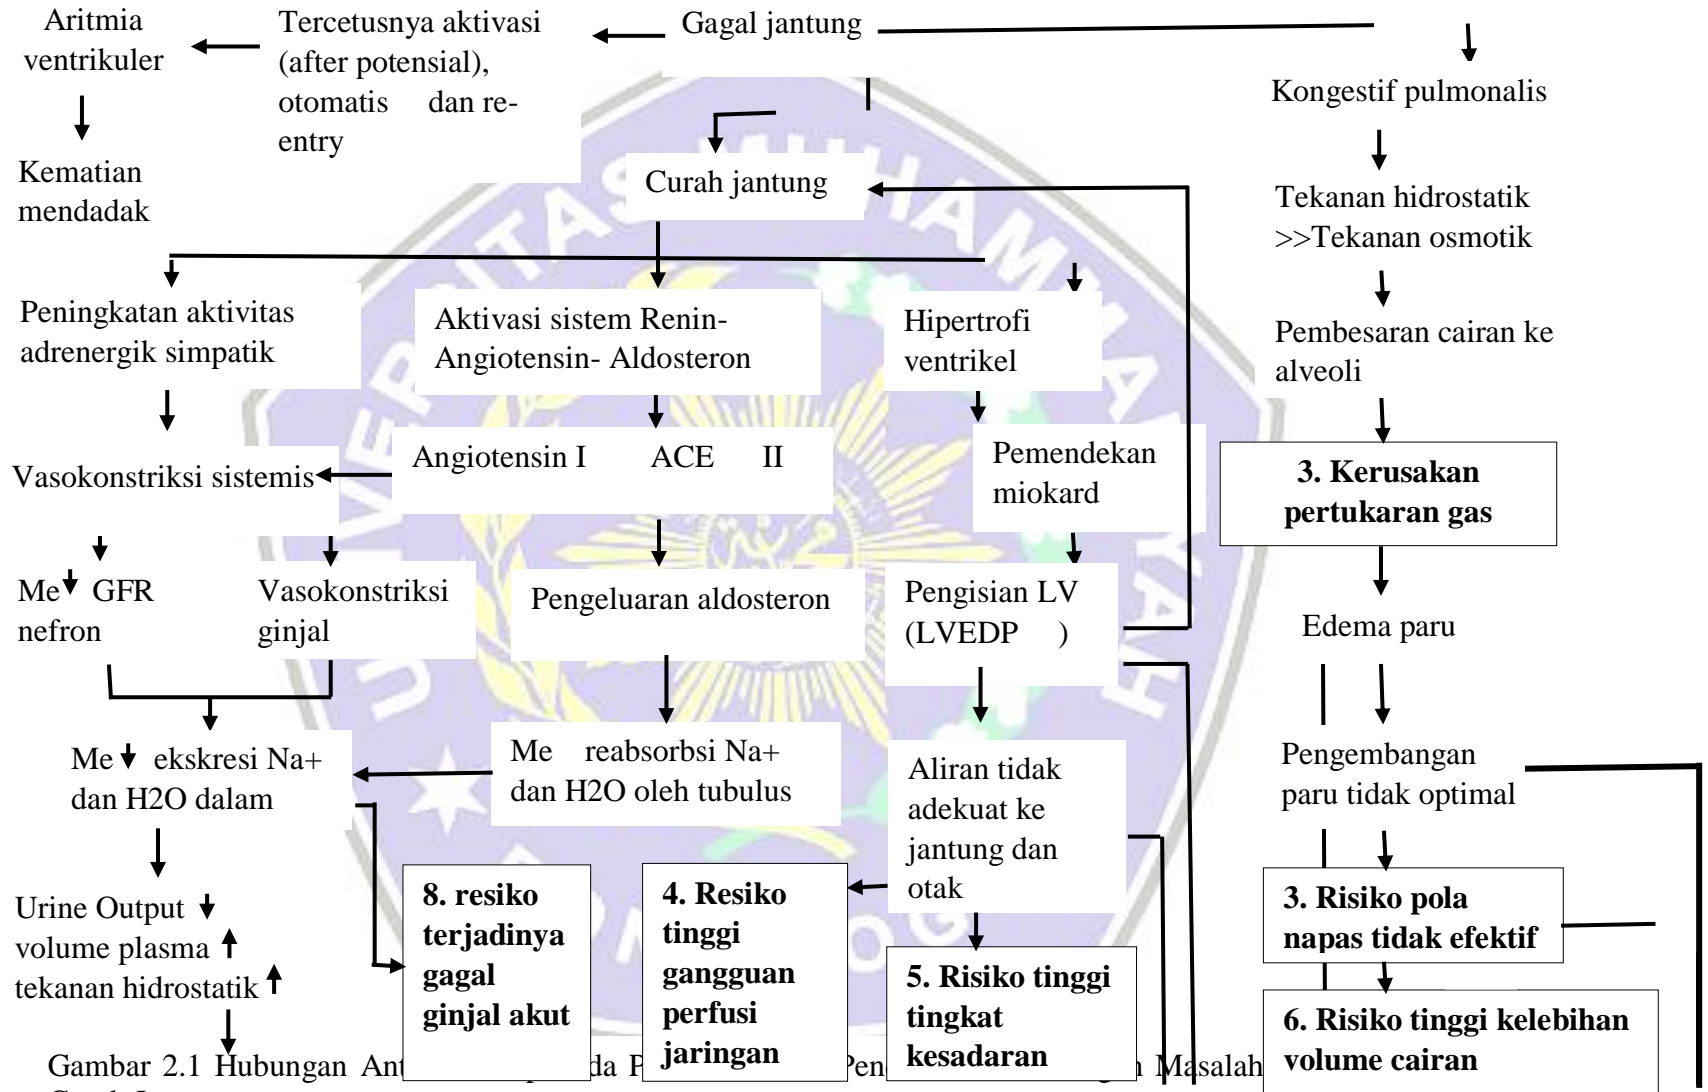 Aritmia
ventrikuler
Tercetusnya aktivasi
(after potensial),
otomatis dan re-
entry
Gagal jantung
Kongestif pulmonalis
Kematian
mendadak
Curah jantung
Tekanan hidrostatik
>>Tekanan osmotik
Peningkatan aktivitas
adrenergik simpatik
Aktivasi sistem Renin-
Angiotensin- Aldosteron
Hipertrofi
ventrikel
Pembesaran cairan ke
alveoli
Vasokonstriksi sistemis
Angiotensin I ACE II
Pemendekan
miokard
3. Kerusakan
pertukaran gas
Me GFR
nefron
Vasokonstriksi
ginjal
Pengeluaran aldosteron
Pengisian LV
(LVEDP )
Edema paru
Me ekskresi Na+
dan H2O dalam
Me reabsorbsi Na+
dan H2O oleh tubulus
Aliran tidak
adekuat ke
jantung dan
otak
Pengembangan
paru tidak optimal
Urine Output
volume plasma
tekanan hidrostatik
8. resiko
terjadinya
gagal
ginjal akut
4. Resiko
tinggi
gangguan
perfusi
jaringan
5. Risiko tinggi
tingkat
kesadaran
3. Risiko pola
napas tidak efektif
6. Risiko tinggi kelebihan
volume cairan
Gambar 2.1 Hubungan Masalah